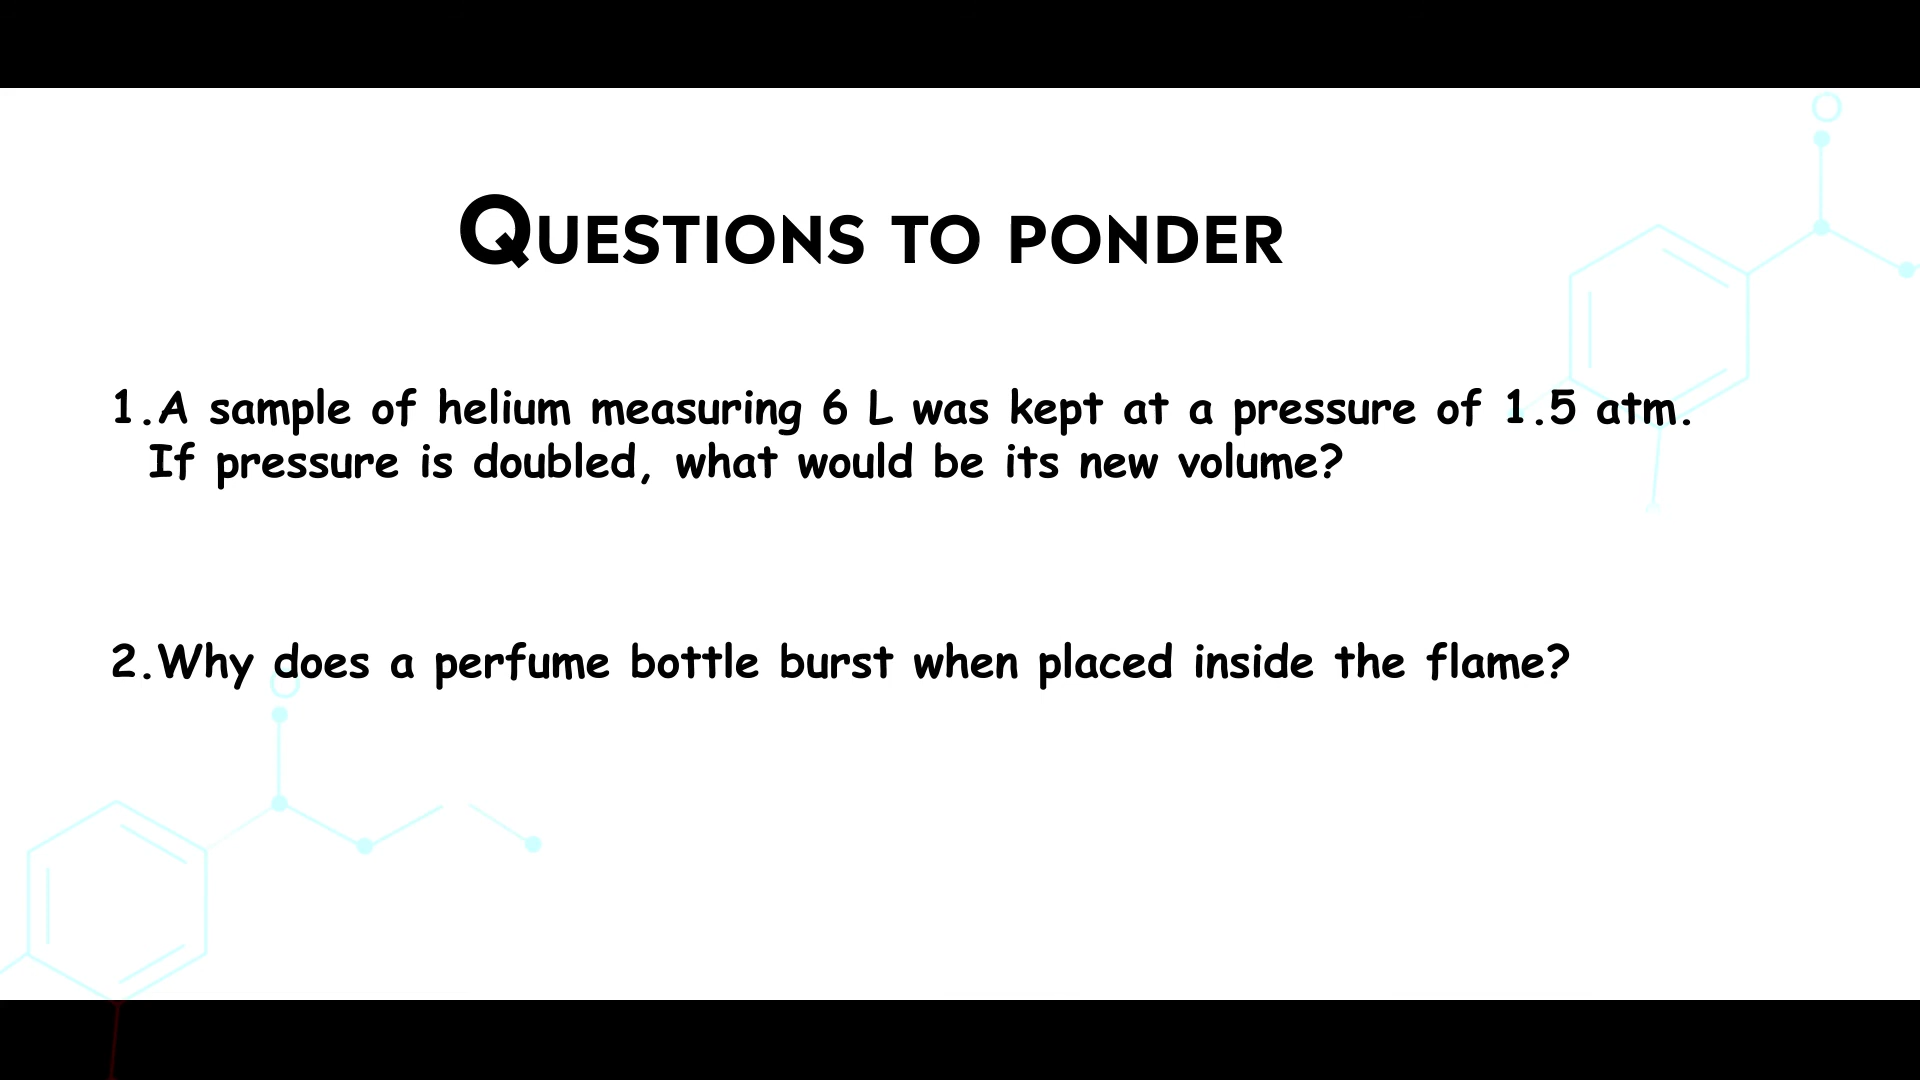 QUESTIONS TO PONDER
1.A sample of helium measuring 6 L was kept at a pressure of 1.5 atm.
If pressure is doubled, what would be its new volume?
2.Why does a perfume bottle burst when placed inside the flame?
O
O